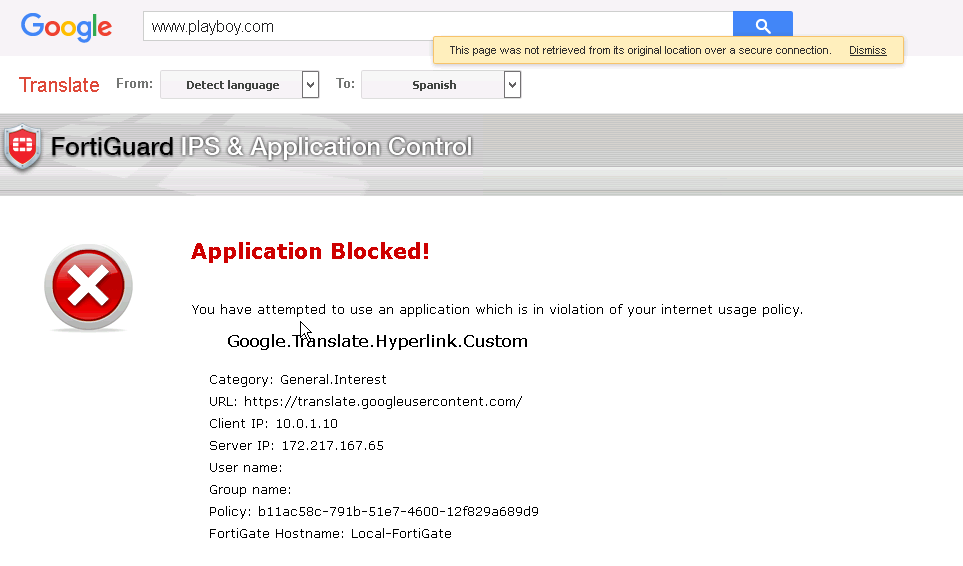 Google
www.playboy.com
This page was not retrieved from its original location over a secure connection. Dismiss
Translate From: Detect language To: Spanish
FortiGuard IPS & Application Control
Application Blocked!
You have attempted to use an application which is in violation of your internet usage policy.
Google.Translate.Hyperlink.Custom
Category: General.Interest
URL: https://translate.googleusercontent.com/
Client IP: 10.0.1.10
Server IP: 172.217.167.65
User name:
Group name:
Policy: b11ac58c-791b-51e7-4600-12f829a689d9
FortiGate Hostname: Local-FortiGate